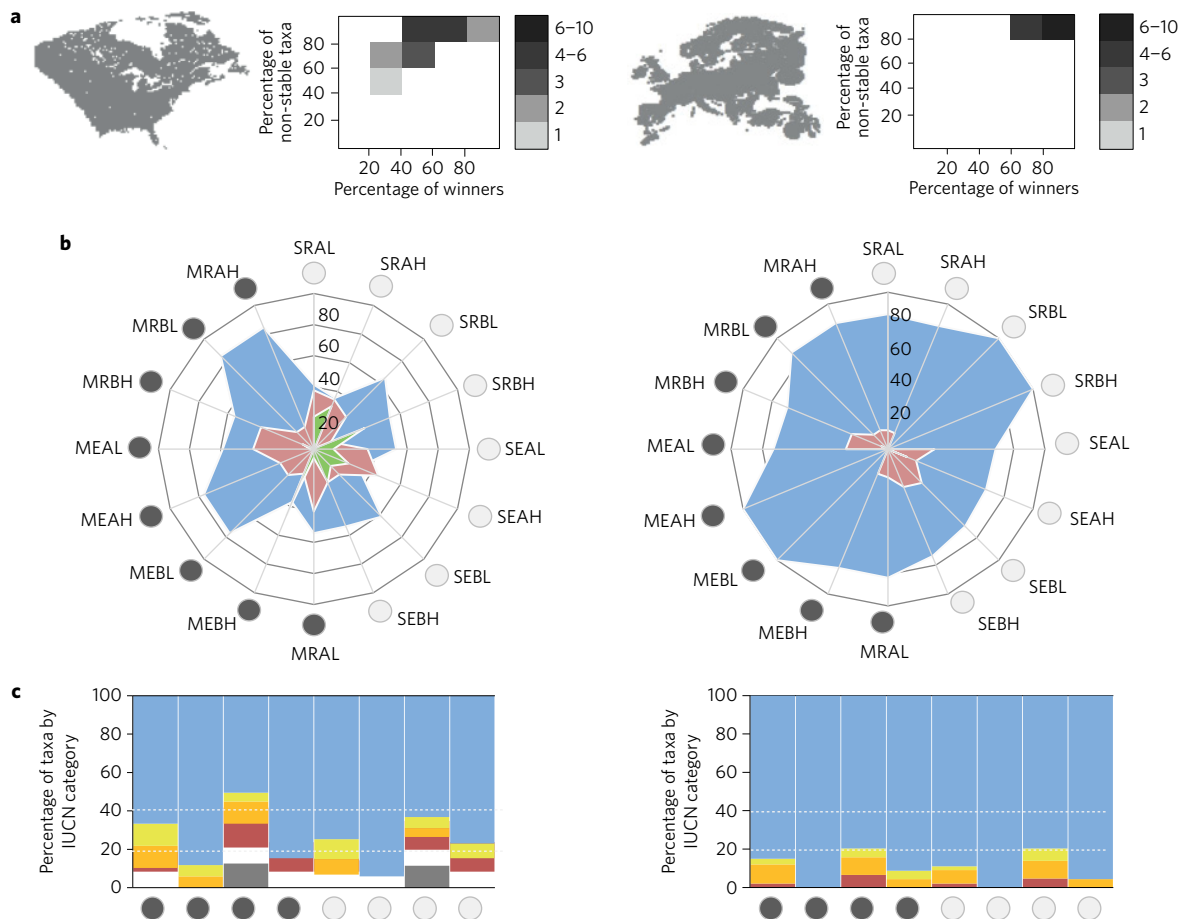 a
Percentage of
non-stable taxa
80
60
40
20
20 40 60 80
Percentage of winners
6–10
4–6
3
2
1
Percentage of
non-stable taxa
80
60
40
20
20 40 60 80
Percentage of winners
6–10
4–6
3
2
1
b
SRAL
SRAH
SRBL
SRBH
SEAL
SEAH
SEBL
SEBH
MRAL
MEBH
MEBL
MEAH
MEAL
MRBH
MRBL
MRAH
80
60
40
20
SRAL
SRAH
SRBL
SRBH
SEAL
SEAH
SEBL
SEBH
MRAL
MEBH
MEBL
MEAH
MEAL
MRBH
MRBL
MRAH
80
60
40
20
c
Percentage of taxa by
IUCN category
100
80
60
40
20
0
Percentage of taxa by
IUCN category
100
80
60
40
20
0